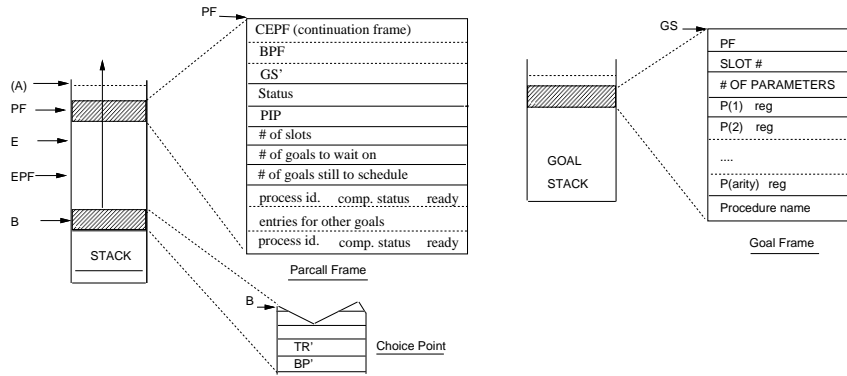 (A)
PF
E
EPF
B
STACK
PF
CEPF (continuation frame)
BPF
GS'
Status
PIP
# of slots
# of goals to wait on
# of goals still to schedule
process id. comp. status ready
entries for other goals
process id. comp. status ready
Parcall Frame
B
TR'
BP'
Choice Point
GOAL
STACK
GS
PF
SLOT #
# OF PARAMETERS
P(1) reg
P(2) reg
....
P(arity) reg
Procedure name
Goal Frame